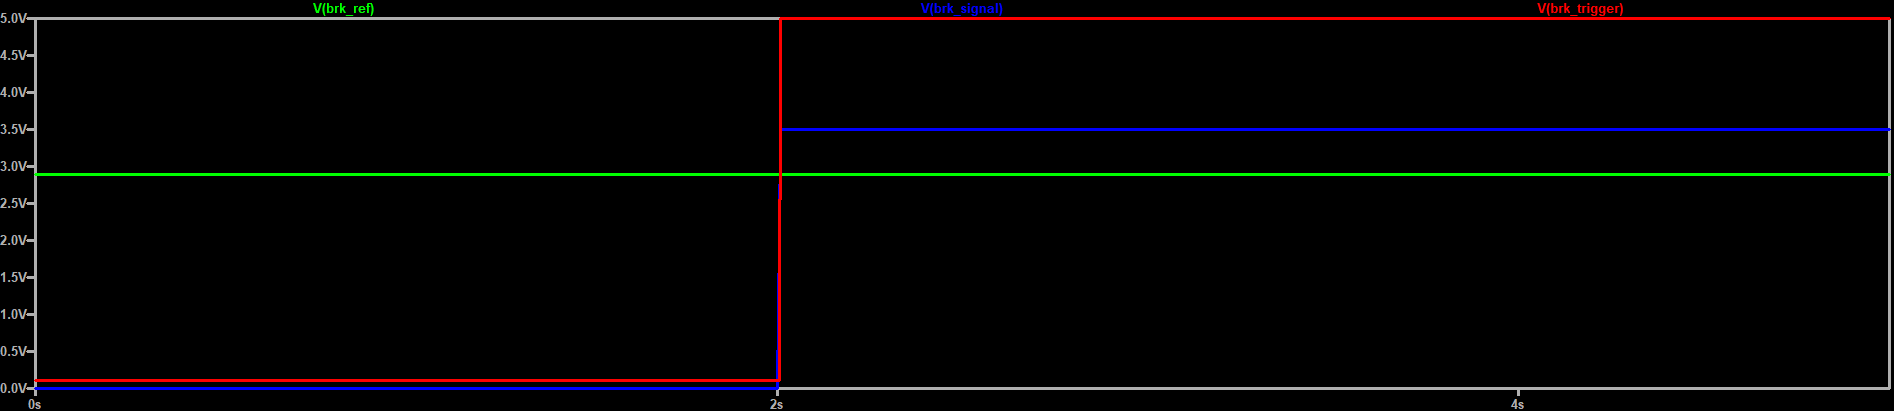 V(brk_ref) V(brk_signal) V(brk_trigger)
5.0V
4.5V
4.0V
3.5V
3.0V
2.5V
2.0V
1.5V
1.0V
0.5V
0.0V
0s 2s 4s